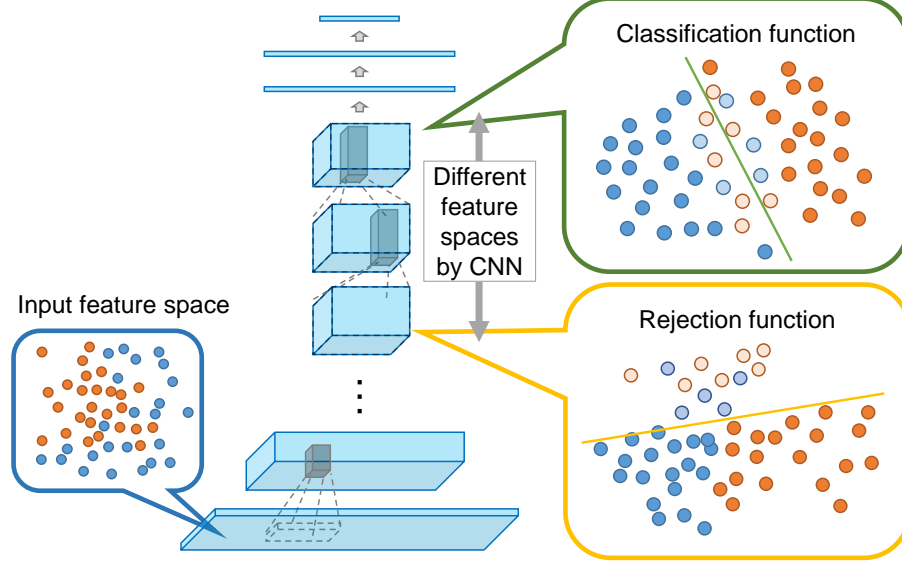 Classification function
Different
feature
spaces
by CNN
Input feature space
Rejection function